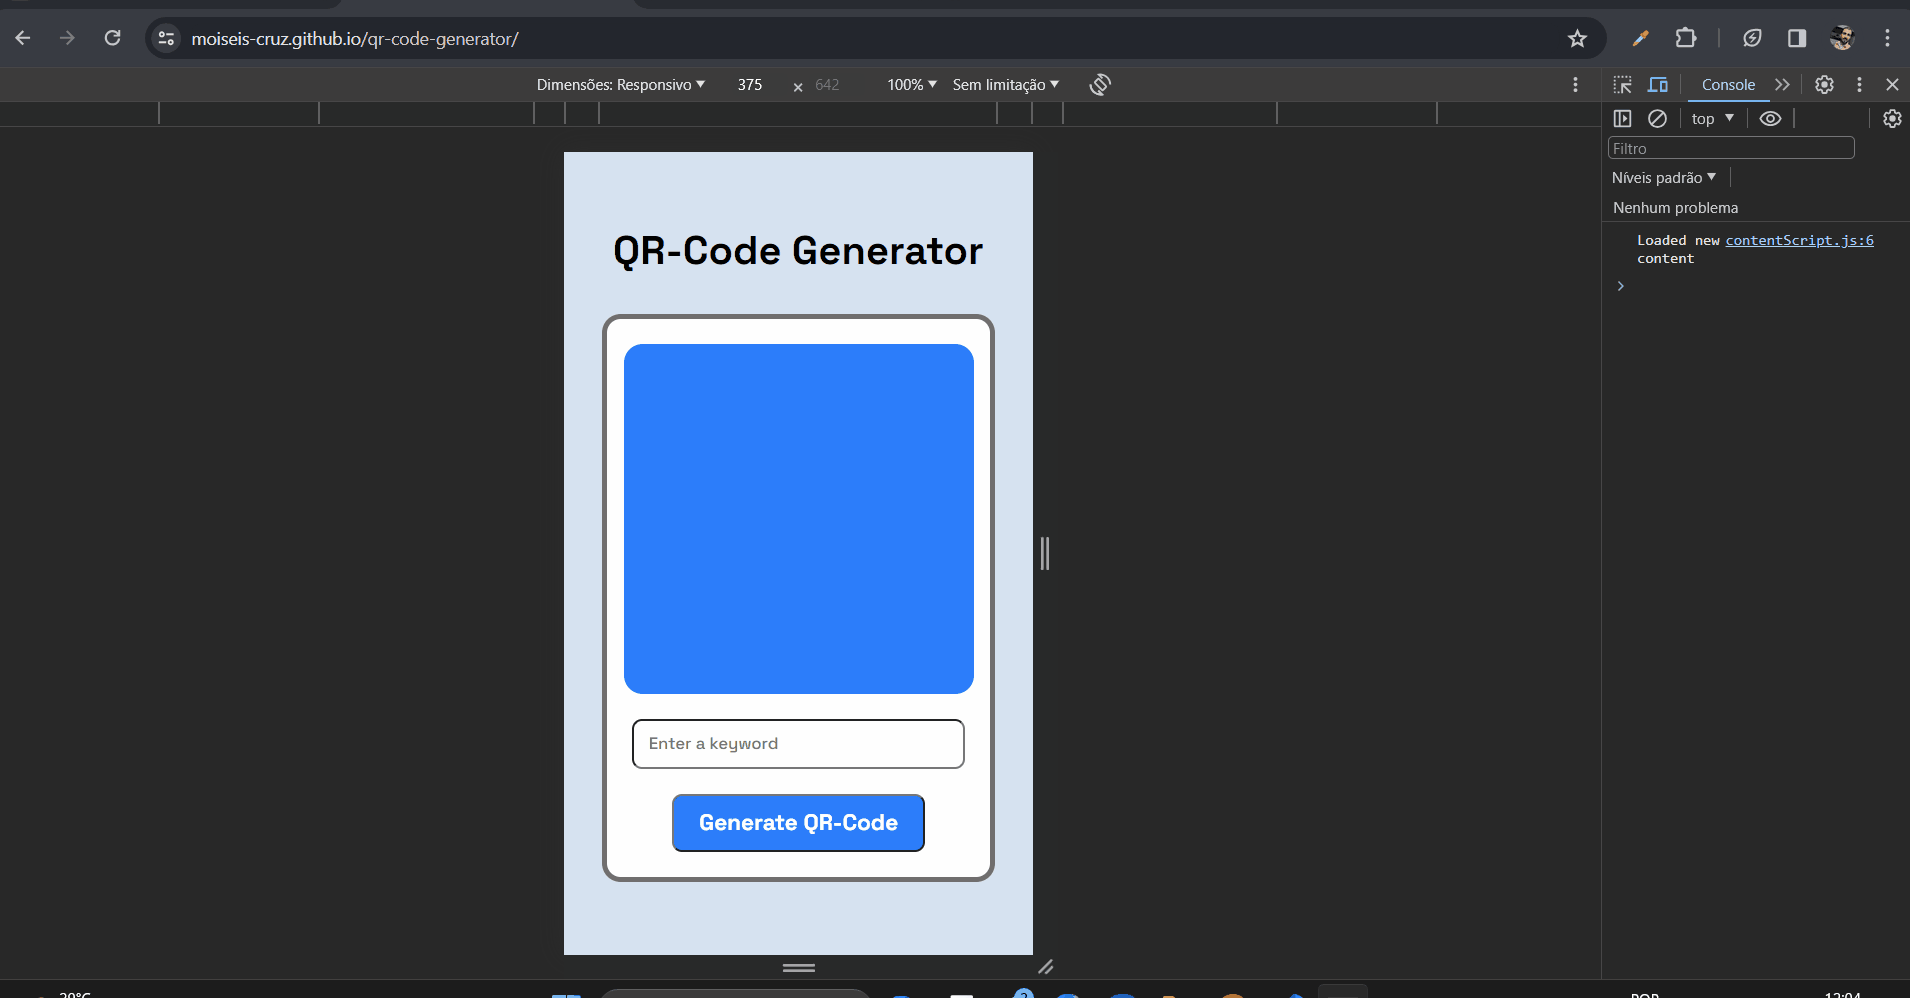 moiseis-cruz.github.io/qr-code-generator/
Dimensões: Responsivo 375 × 642 100% Sem limitação
Console
top
Filtro
Níveis padrão
Nenhum problema
Loaded new contentScript.js:6
content
QR-Code Generator
Enter a keyword
Generate QR-Code